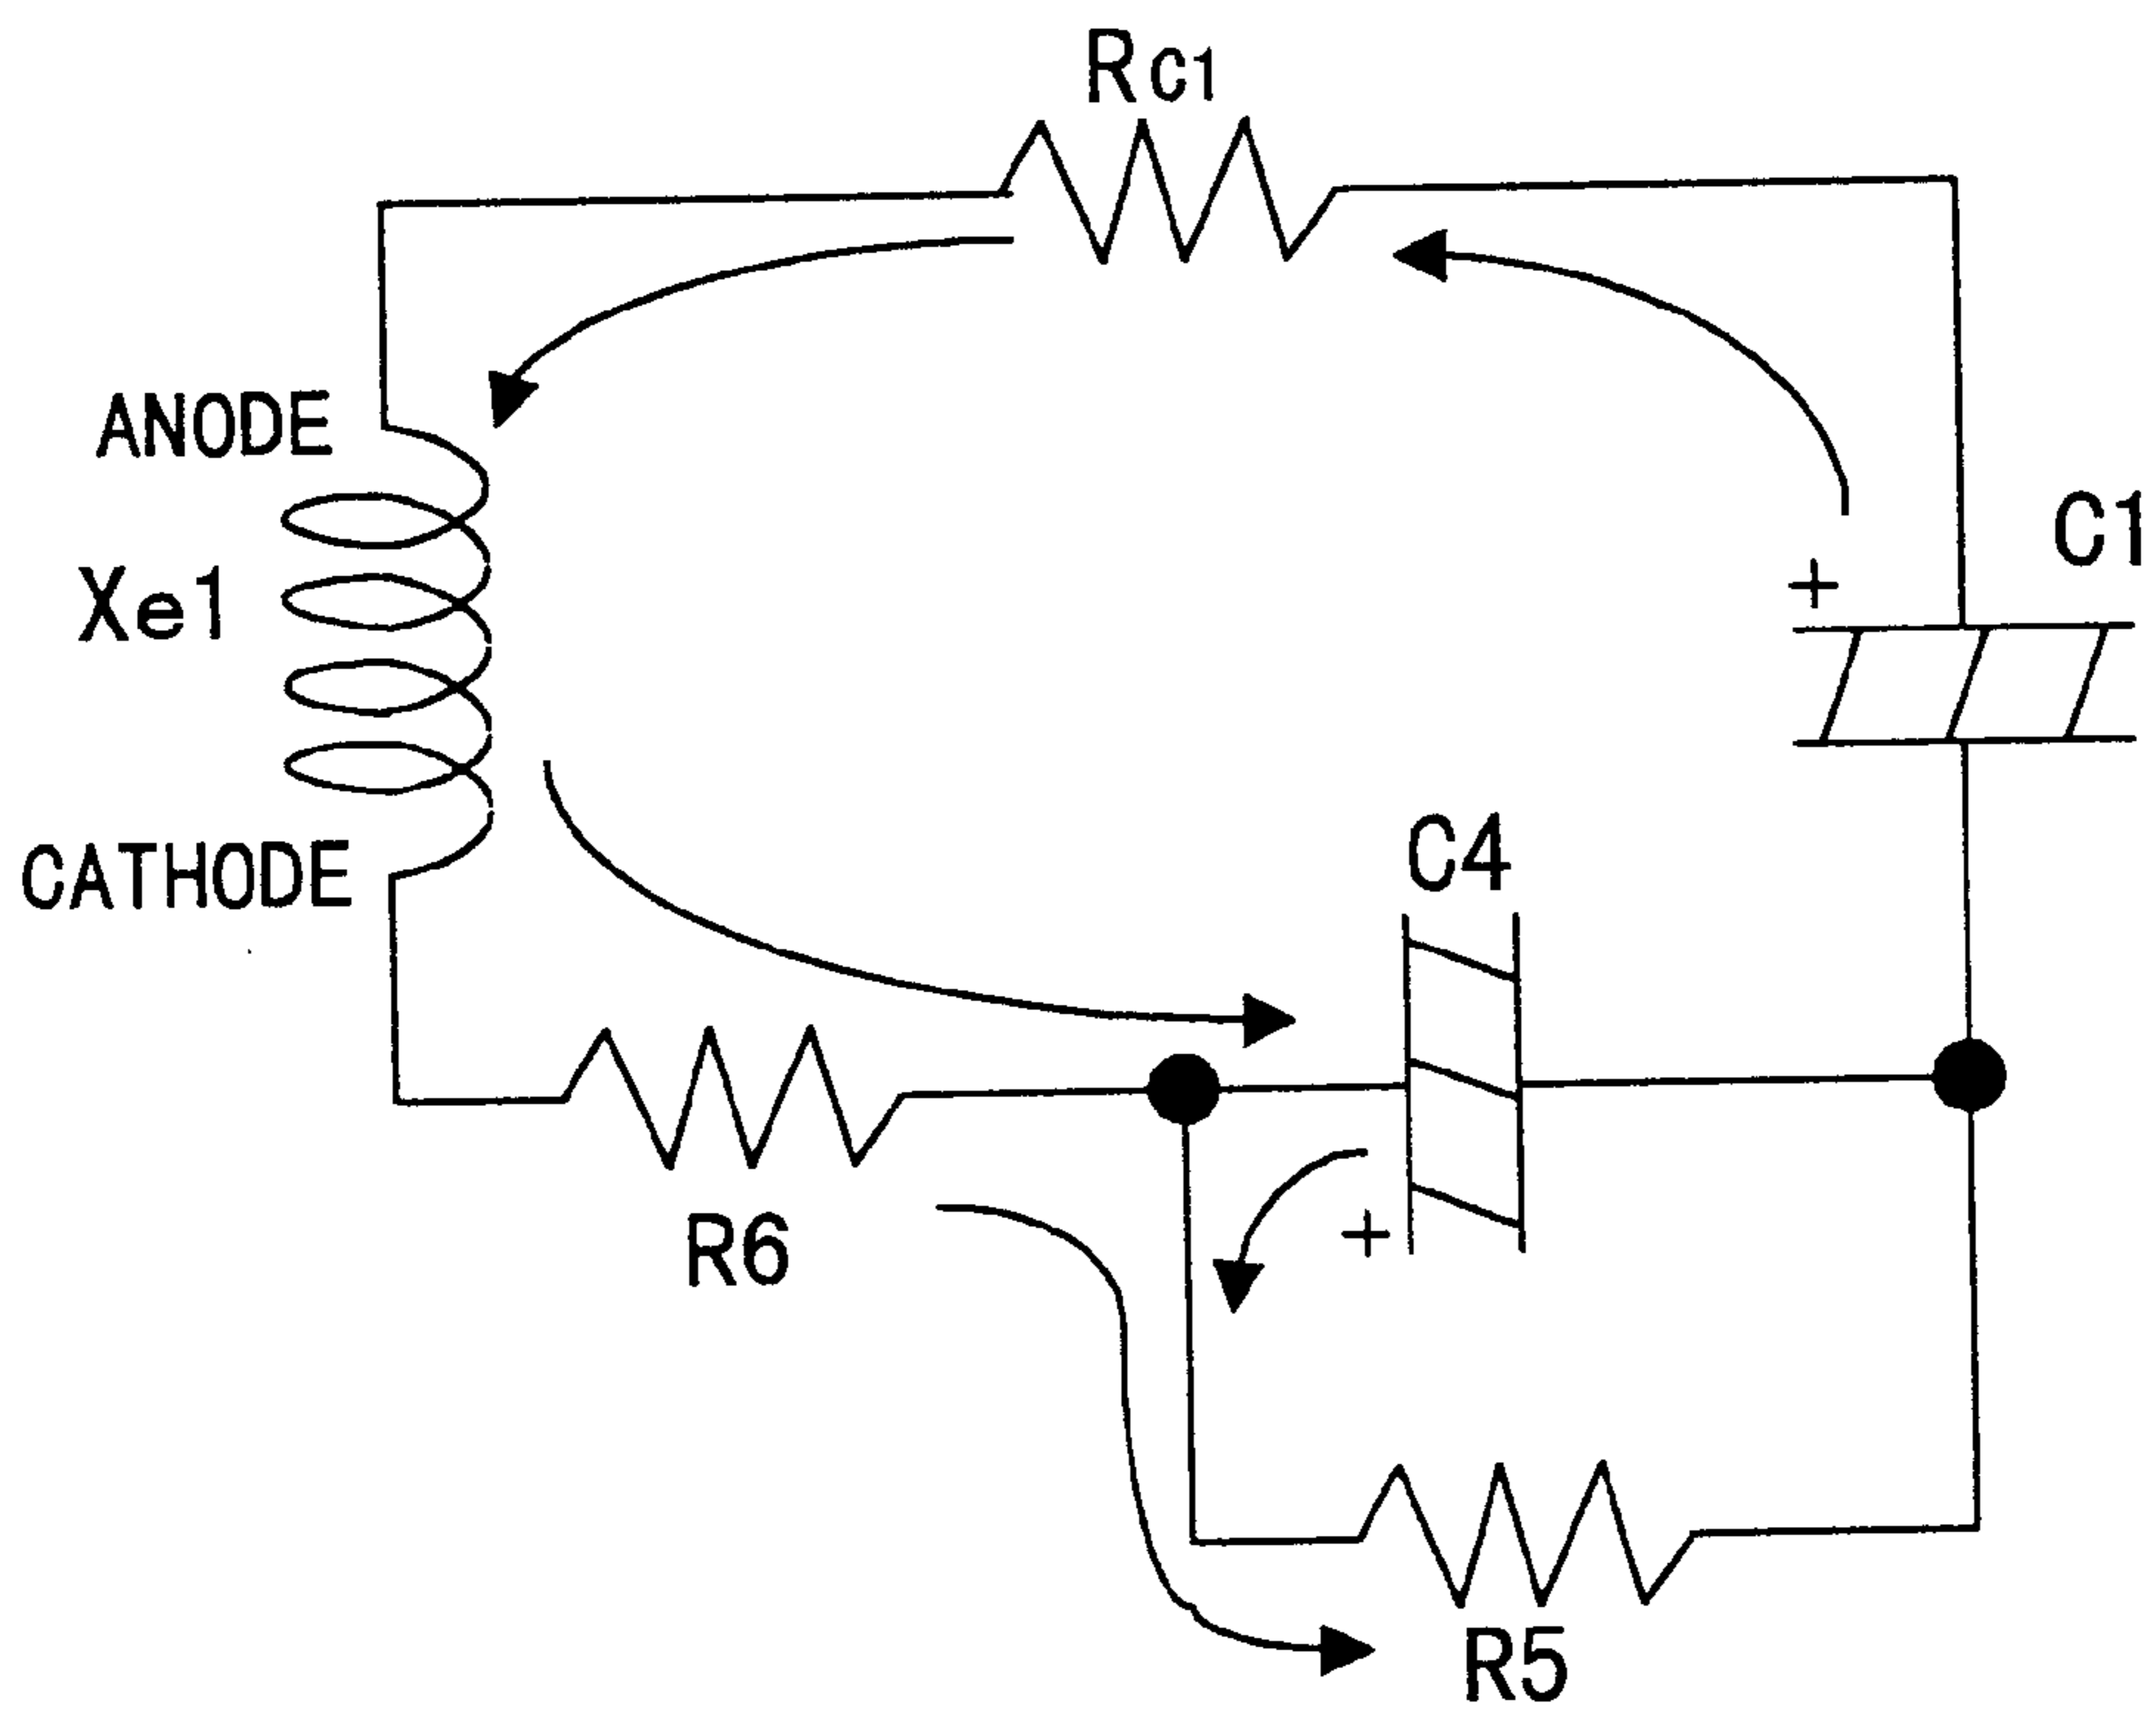 Rc1
ANODE
C1
+
Xe1
C4
CATHODE
R6
+
R5